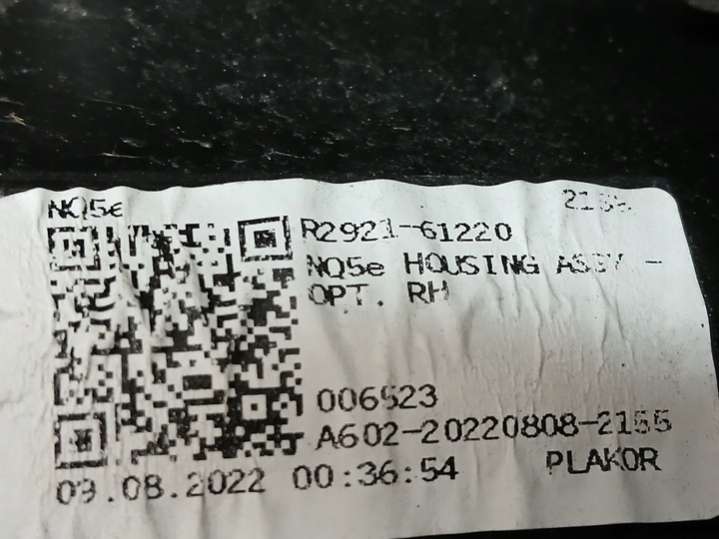 NQ5e
R2921-61220
NQ5e HOUSING ASSY -
OPT. RH
006523
A602-20220808-2155
PLAKOR
09.08.2022 00:36:54